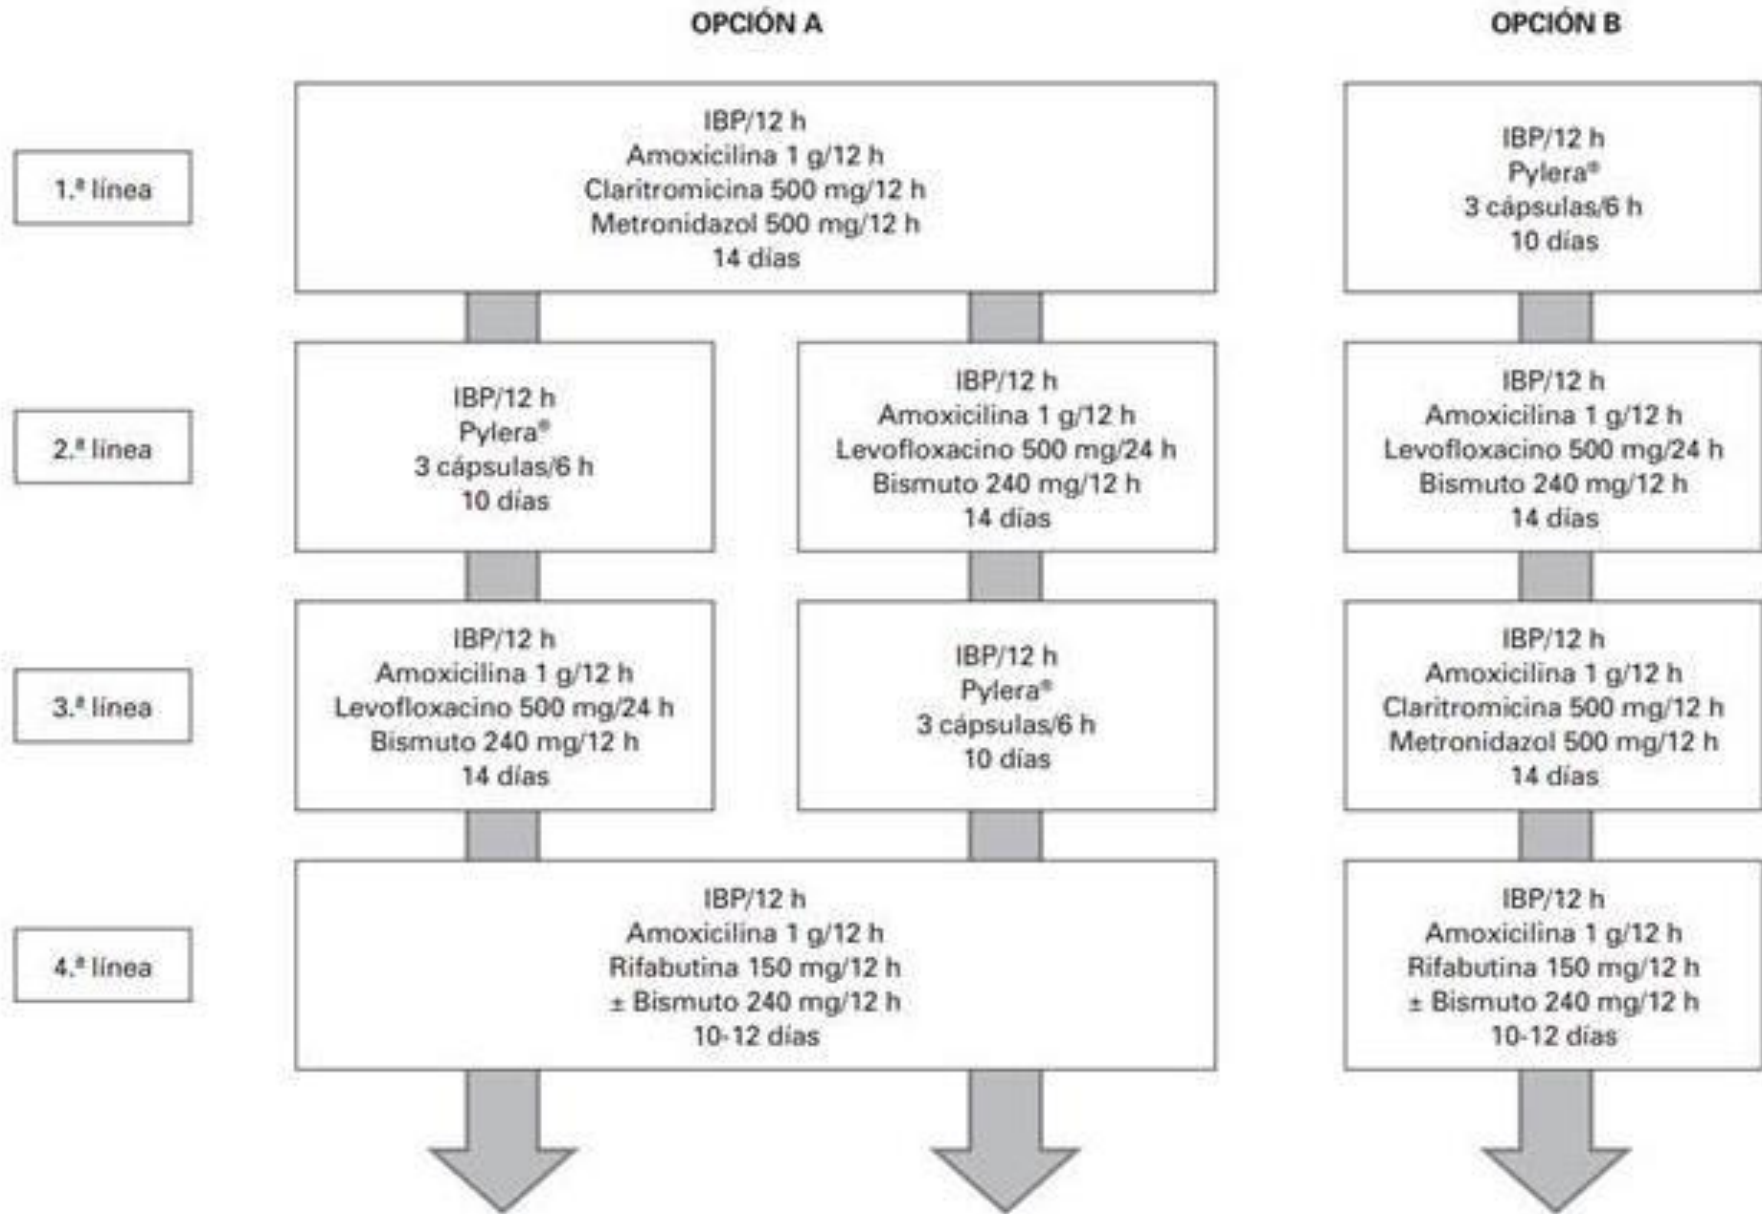 OPCIÓN A
OPCIÓN B
1.ª línea
IBP/12 h
Amoxicilina 1 g/12 h
Claritromicina 500 mg/12 h
Metronidazol 500 mg/12 h
14 días
IBP/12 h
Pylera®
3 cápsulas/6 h
10 días
2.ª línea
IBP/12 h
Pylera®
3 cápsulas/6 h
10 días
IBP/12 h
Amoxicilina 1 g/12 h
Levofloxacino 500 mg/24 h
Bismuto 240 mg/12 h
14 días
IBP/12 h
Amoxicilina 1 g/12 h
Levofloxacino 500 mg/24 h
Bismuto 240 mg/12 h
14 días
3.ª línea
IBP/12 h
Amoxicilina 1 g/12 h
Levofloxacino 500 mg/24 h
Bismuto 240 mg/12 h
14 días
IBP/12 h
Pylera®
3 cápsulas/6 h
10 días
IBP/12 h
Amoxicilina 1 g/12 h
Claritromicina 500 mg/12 h
Metronidazol 500 mg/12 h
14 días
4.ª línea
IBP/12 h
Amoxicilina 1 g/12 h
Rifabutina 150 mg/12 h
± Bismuto 240 mg/12 h
10-12 días
IBP/12 h
Amoxicilina 1 g/12 h
Rifabutina 150 mg/12 h
± Bismuto 240 mg/12 h
10-12 días